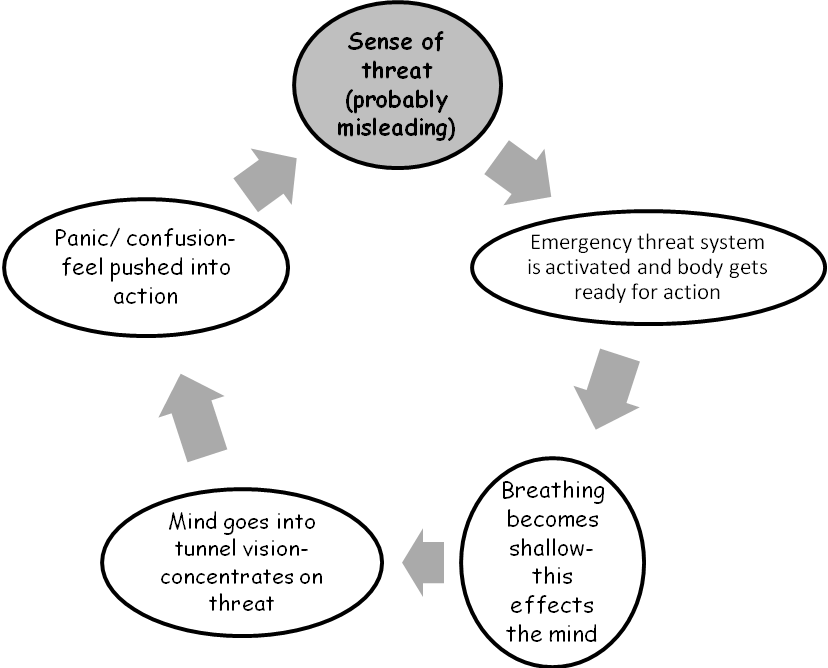 Sense of
threat
(probably
misleading)
Emergency threat system
is activated and body gets
ready for action
Breathing
becomes
shallow-
this
effects
the mind
Mind goes into
tunnel vision-
concentrates on
threat
Panic/ confusion-
feel pushed into
action